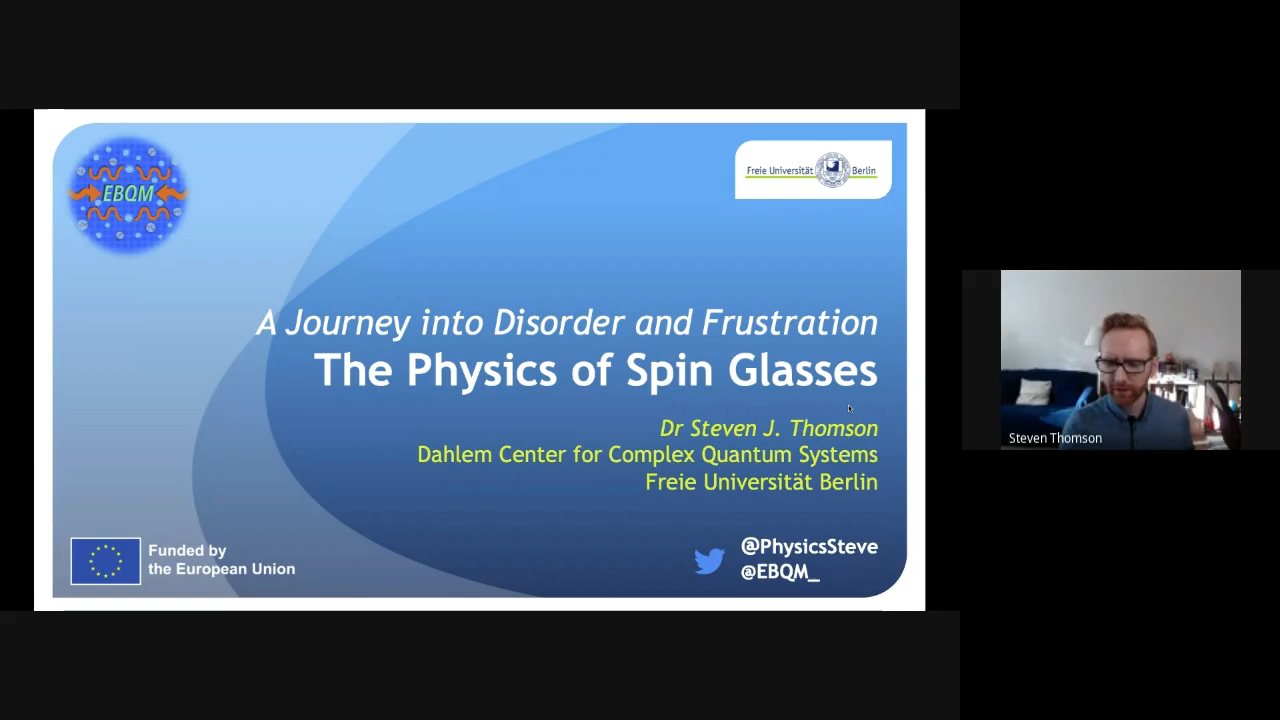 EBQM
Freie Universität Berlin
A Journey into Disorder and Frustration
The Physics of Spin Glasses
Dr Steven J. Thomson
Dahlem Center for Complex Quantum Systems
Freie Universität Berlin
Funded by
the European Union
@PhysicsSteve
@EBQM_
Steven Thomson